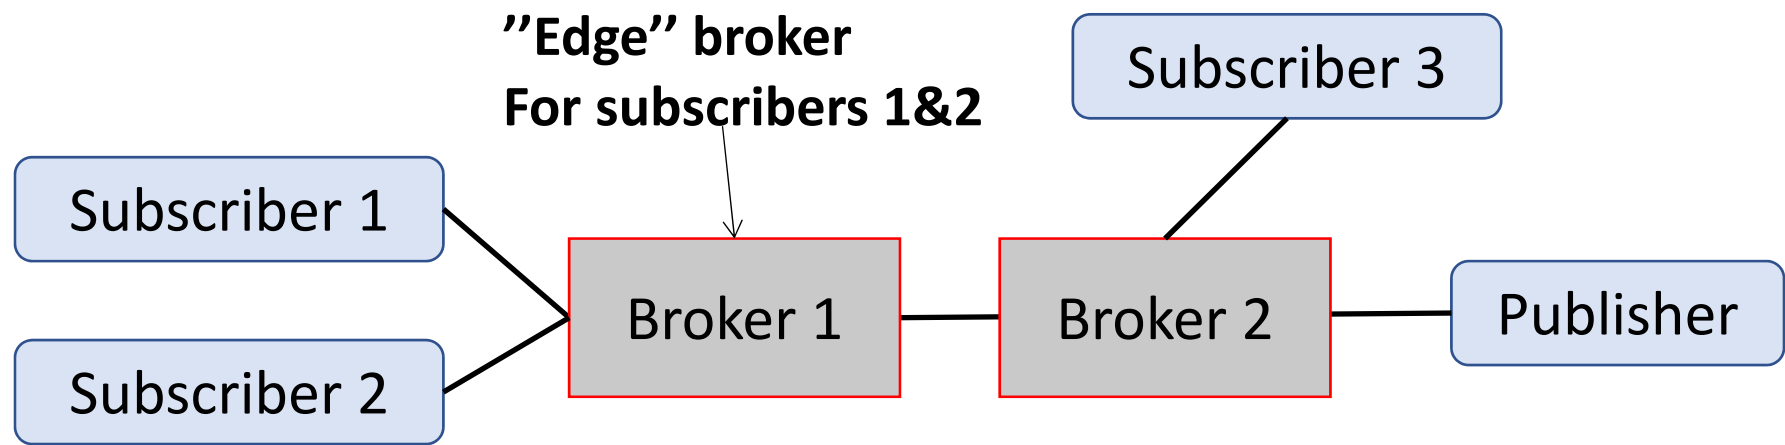 ”Edge” broker
For subscribers 1&2
Subscriber 3
Subscriber 1
Broker 1
Broker 2
Publisher
Subscriber 2